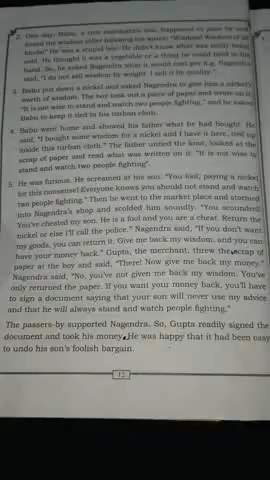 2. One day, Babu, a rich merchant's son, happened to pass by and
heard the wisdom seller repeating his words: "Wisdom! Wisdom of all
kinds!" He was a stupid boy. He didn't know what was really being
sold. He thought it was a vegetable or a thing he could hold in his
hand. So, he asked Nagendra what it would cost per k.g. Nagendra
said, "I do not sell wisdom by weight. I sell it by quality."
3. Babu put down a nickel and asked Nagendra to give him a nickel's
worth of wisdom. The boy took out a piece of paper and wrote on it
"It is not wise to stand and watch two people fighting," and he asked
Babu to keep it tied in his turban cloth.
4. Babu went home and showed his father what he had bought. He
said, "I bought some wisdom for a nickel and I have it here, tied up
inside this turban cloth." The father untied the knot, looked at the
scrap of paper and read what was written on it: "It is not wise to
stand and watch two people fighting".
5. He was furious. He screamed at his son: "You fool, paying a nickel
for this nonsense! Everyone knows you should not stand and watch
two people fighting." Then he went to the market place and stormed
into Nagendra's shop and scolded him soundly. "You scoundrel!
You've cheated my son. He is a fool and you are a cheat. Return the
nickel or else I'll call the police." Nagendra said, "If you don't want
my goods, you can return it. Give me back my wisdom, and you can
have your money back." Gupta, the merchant, threw the scrap of
paper at the boy and said, "There! Now give me back my money."
Nagendra said, "No, you've not given me back my wisdom. You've
only returned the paper. If you want your money back, you'll have
to sign a document saying that your son will never use my advice
and that he will always stand and watch people fighting."
The passers-by supported Nagendra. So, Gupta readily signed the
document and took his money. He was happy that it had been easy
to undo his son's foolish bargain.
12